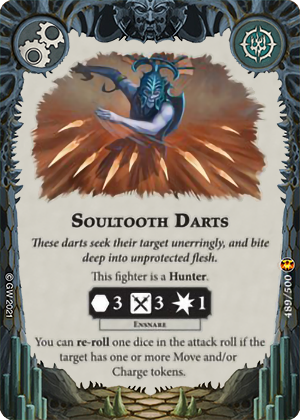 SOULTOOTH DARTS
These darts seek their target unerringly, and bite
deep into unprotected flesh.
This fighter is a Hunter.
3 3 1
ENSNARE
You can re-roll one dice in the attack roll if the
target has one or more Move and/or
Charge tokens.
© GW 2021
489/500